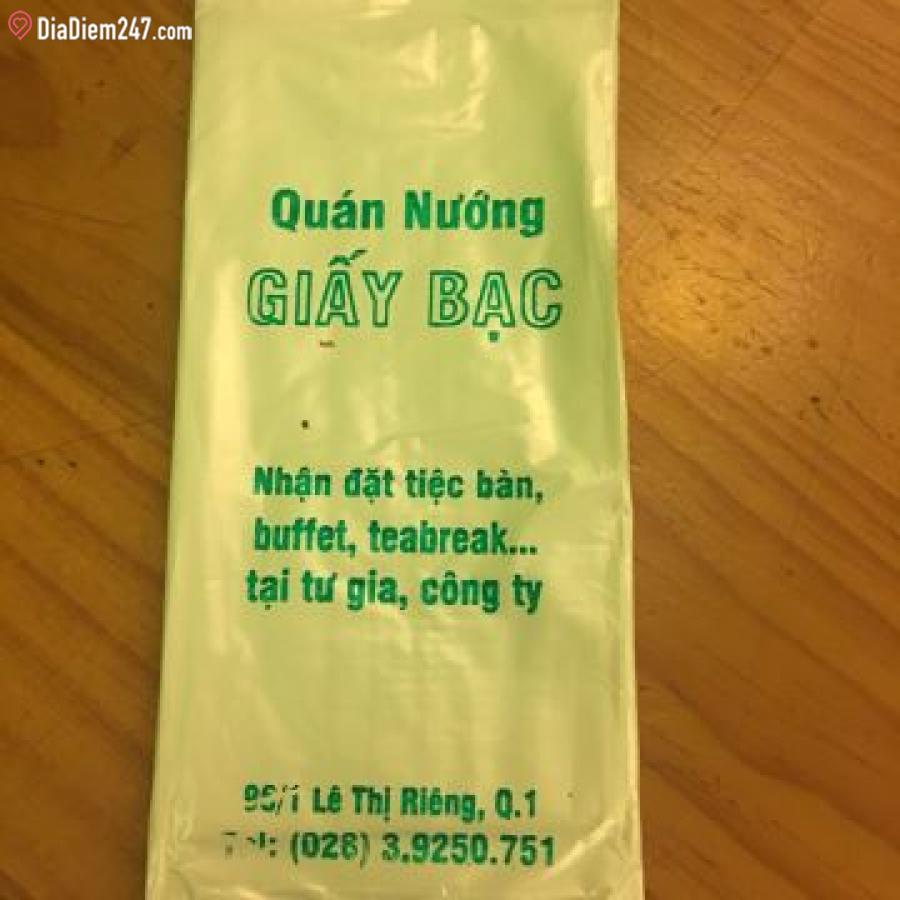 DiaDiem247.com
Quán Nướng
GIẤY BẠC
Nhận đặt tiệc bàn,
buffet, teabreak...
tại tư gia, công ty
Lê Thị Riêng, Q.1
Tel: (028) 3.9250.751